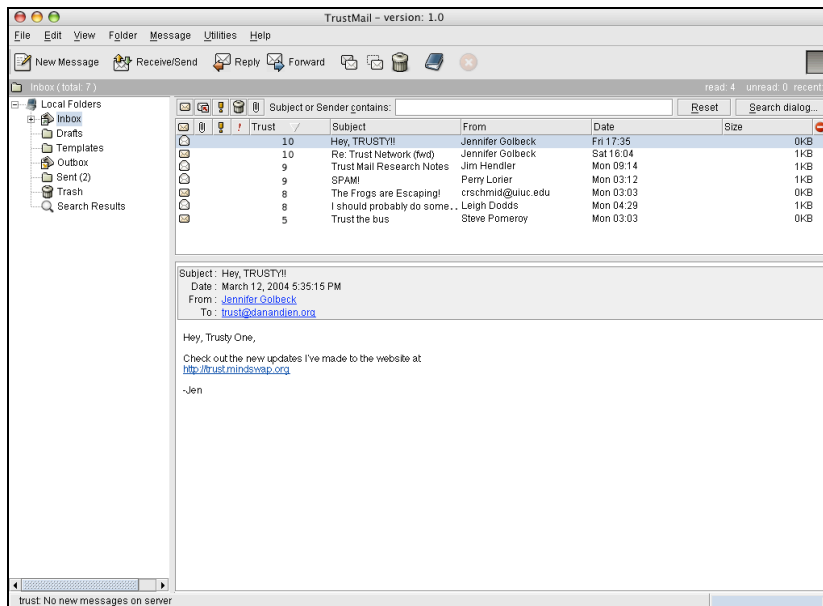 TrustMail - version: 1.0
File Edit View Folder Message Utilities Help
New Message Receive/Send Reply Forward
Inbox ( total: 7 ) read: 4 unread: 0 recent:
Local Folders
Inbox
Drafts
Templates
Outbox
Sent (2)
Trash
Search Results
Subject or Sender contains: Reset Search dialog...
! Trust Subject From Date Size
10 Hey, TRUSTY!! Jennifer Golbeck Fri 17:35 0KB
10 Re: Trust Network (fwd) Jennifer Golbeck Sat 16:04 1KB
9 Trust Mail Research Notes Jim Hendler Mon 09:14 1KB
9 SPAM! Perry Lorier Mon 03:12 1KB
8 The Frogs are Escaping! crschmid@uiuc.edu Mon 03:03 0KB
8 I should probably do some... Leigh Dodds Mon 04:29 1KB
5 Trust the bus Steve Pomeroy Mon 03:03 0KB
Subject : Hey, TRUSTY!!
Date : March 12, 2004 5:35:15 PM
From : Jennifer Golbeck
To : trust@danandjen.org
Hey, Trusty One,
Check out the new updates I've made to the website at
http://trust.mindswap.org
-Jen
trust: No new messages on server